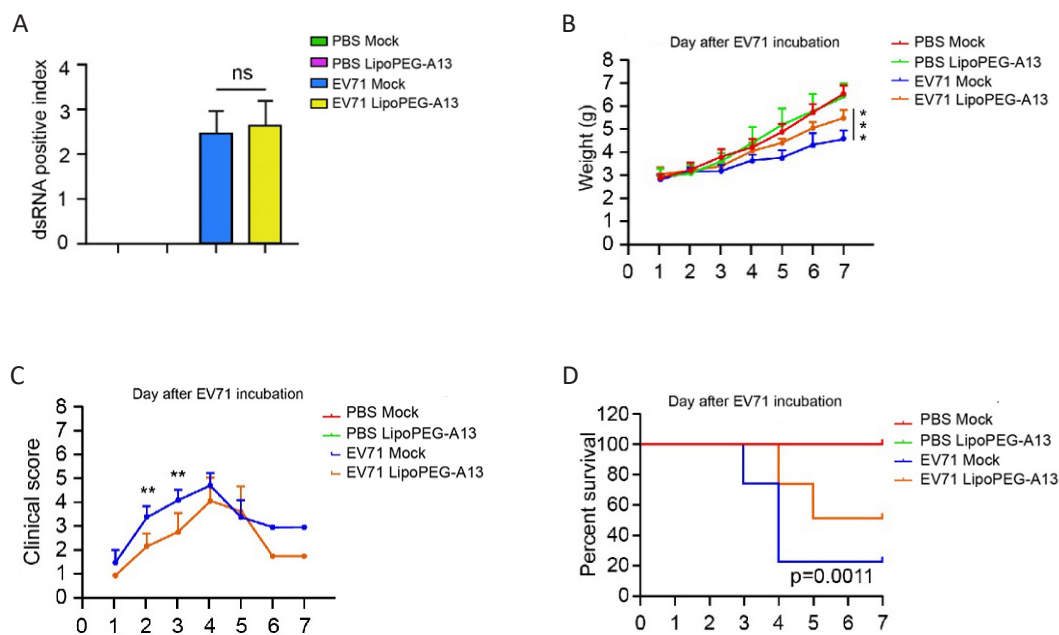 A
PBS Mock
PBS LipoPEG-A13
EV71 Mock
EV71 LipoPEG-A13
ns
dsRNA positive index
4
3
2
1
0
B
Day after EV71 incubation
PBS Mock
PBS LipoPEG-A13
EV71 Mock
EV71 LipoPEG-A13
***
Weight (g)
8
7
6
5
4
3
2
1
0
0 1 2 3 4 5 6 7
C
Day after EV71 incubation
PBS Mock
PBS LipoPEG-A13
EV71 Mock
EV71 LipoPEG-A13
** **
Clinical score
8
7
6
5
4
3
2
1
0
0 1 2 3 4 5 6 7
D
Day after EV71 incubation
PBS Mock
PBS LipoPEG-A13
EV71 Mock
EV71 LipoPEG-A13
Percent survival
120
100
80
60
40
20
0
p=0.0011
0 1 2 3 4 5 6 7